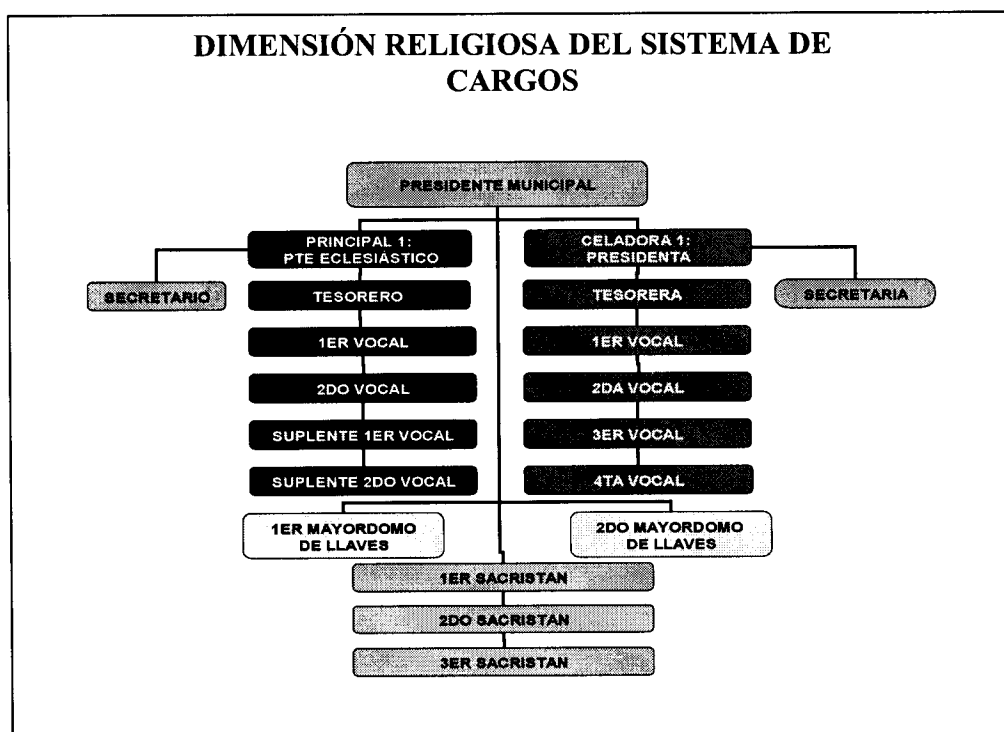 DIMENSIÓN RELIGIOSA DEL SISTEMA DE
CARGOS
PRESIDENTE MUNICIPAL
PRINCIPAL 1:
PTE ECLESIÁSTICO
CELADORA 1:
PRESIDENTA
SECRETARIO
TESORERO
TESORERA
SECRETARIA
1ER VOCAL
1ER VOCAL
2DO VOCAL
2DA VOCAL
SUPLENTE 1ER VOCAL
3ER VOCAL
SUPLENTE 2DO VOCAL
4TA VOCAL
1ER MAYORDOMO
DE LLAVES
2DO MAYORDOMO
DE LLAVES
1ER SACRISTAN
2DO SACRISTAN
3ER SACRISTAN